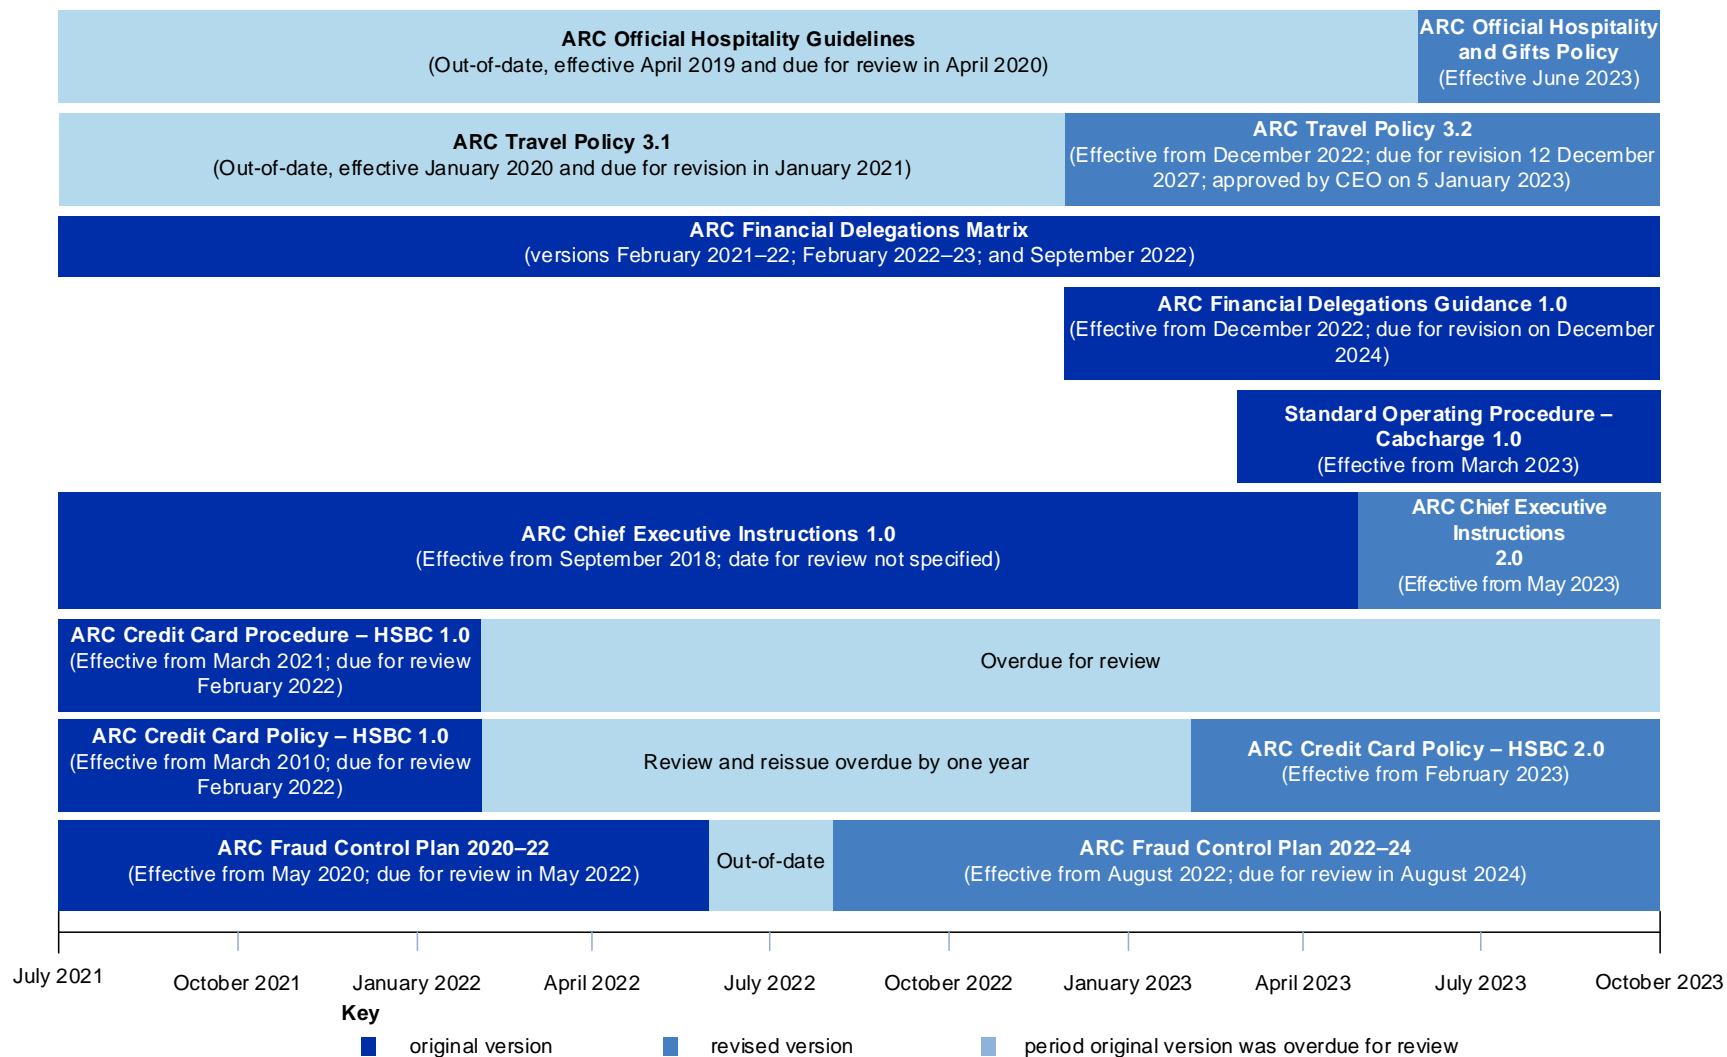 ARC Official Hospitality Guidelines
(Out-of-date, effective April 2019 and due for review in April 2020)
ARC Official Hospitality
and Gifts Policy
(Effective June 2023)
ARC Travel Policy 3.1
(Out-of-date, effective January 2020 and due for revision in January 2021)
ARC Travel Policy 3.2
(Effective from December 2022; due for revision 12 December
2027; approved by CEO on 5 January 2023)
ARC Financial Delegations Matrix
(versions February 2021–22; February 2022–23; and September 2022)
ARC Financial Delegations Guidance 1.0
(Effective from December 2022; due for revision on December
2024)
Standard Operating Procedure –
Cabcharge 1.0
(Effective from March 2023)
ARC Chief Executive Instructions 1.0
(Effective from September 2018; date for review not specified)
ARC Chief Executive
Instructions
2.0
(Effective from May 2023)
ARC Credit Card Procedure – HSBC 1.0
(Effective from March 2021; due for review
February 2022)
Overdue for review
ARC Credit Card Policy – HSBC 1.0
(Effective from March 2010; due for review
February 2022)
Review and reissue overdue by one year
ARC Credit Card Policy – HSBC 2.0
(Effective from February 2023)
ARC Fraud Control Plan 2020–22
(Effective from May 2020; due for review in May 2022)
Out-of-date
ARC Fraud Control Plan 2022–24
(Effective from August 2022; due for review in August 2024)
July 2021
October 2021
January 2022
April 2022
July 2022
October 2022
January 2023
April 2023
July 2023
October 2023
Key
original version
revised version
period original version was overdue for review